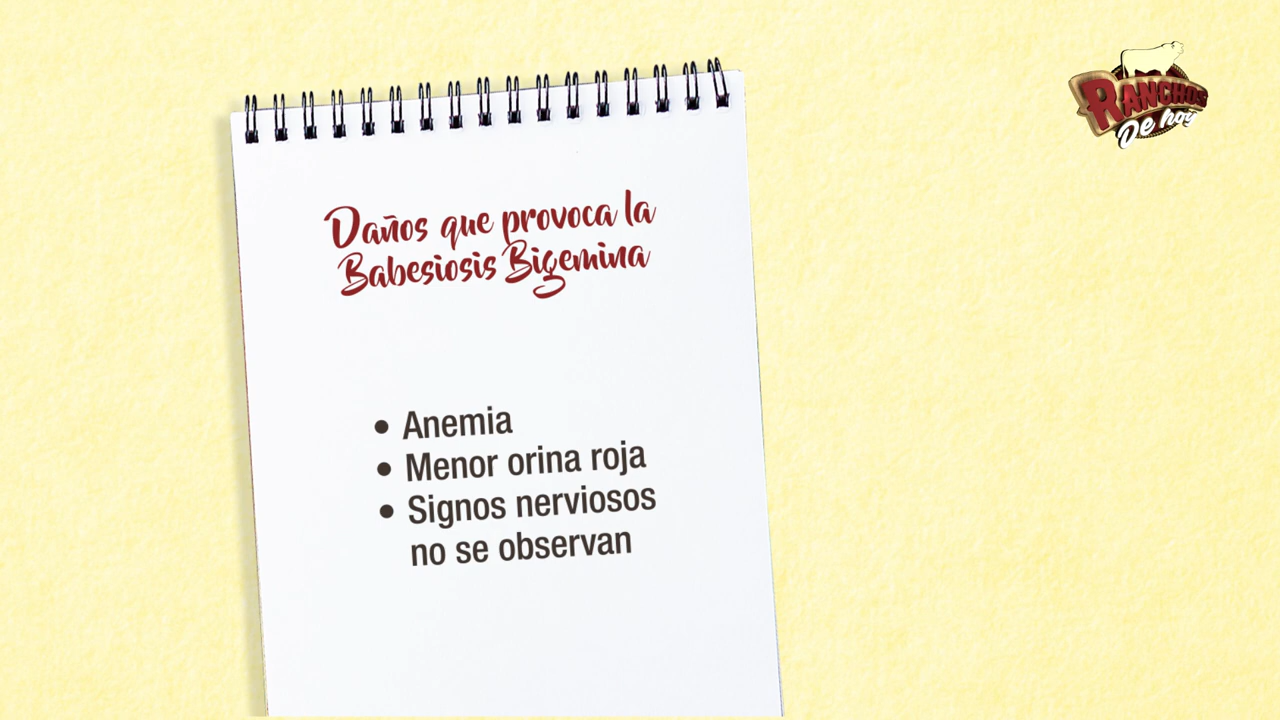 RANCHOS
De hoy
Daños que provoca la
Babesiosis Bigemina
• Anemia
• Menor orina roja
• Signos nerviosos
no se observan